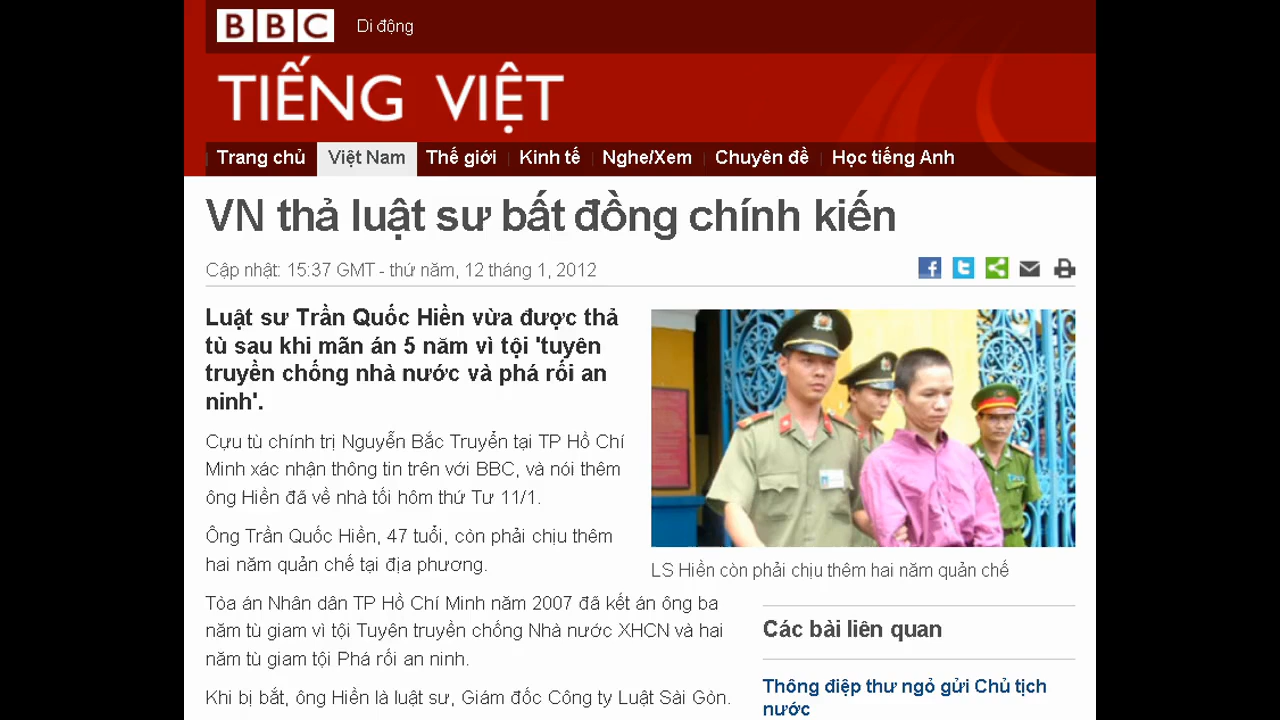 BBC Di động
TIẾNG VIỆT
Trang chủ Việt Nam Thế giới Kinh tế Nghe/Xem Chuyên đề Học tiếng Anh
VN thả luật sư bất đồng chính kiến
Cập nhật: 15:37 GMT - thứ năm, 12 tháng 1, 2012
Luật sư Trần Quốc Hiền vừa được thả
tù sau khi mãn án 5 năm vì tội 'tuyên
truyền chống nhà nước và phá rối an
ninh'.
Cựu tù chính trị Nguyễn Bắc Truyển tại TP Hồ Chí
Minh xác nhận thông tin trên với BBC, và nói thêm
ông Hiền đã về nhà tối hôm thứ Tư 11/1.
Ông Trần Quốc Hiền, 47 tuổi, còn phải chịu thêm
hai năm quản chế tại địa phương.
LS Hiền còn phải chịu thêm hai năm quản chế
Tòa án Nhân dân TP Hồ Chí Minh năm 2007 đã kết án ông ba
năm tù giam vì tội Tuyên truyền chống Nhà nước XHCN và hai
năm tù giam tội Phá rối an ninh.
Khi bị bắt, ông Hiền là luật sư, Giám đốc Công ty Luật Sài Gòn.
Các bài liên quan
Thông điệp thư ngỏ gửi Chủ tịch
nước